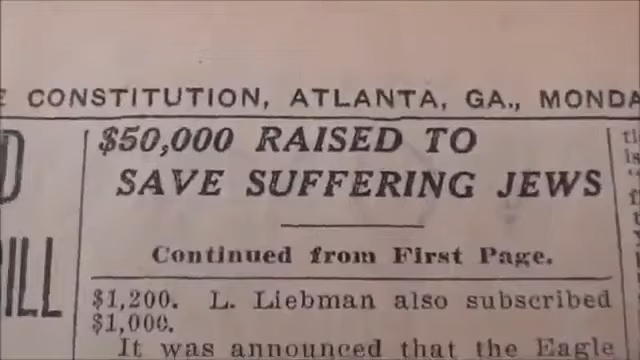 CONSTITUTION, ATLANTA, GA.,
$50,000 RAISED TO
SAVE SUFFERING JEWS
Continued from First Page.
$1,200. L. Liebman also subscribed
$1,000.
It was announced that the Eagle